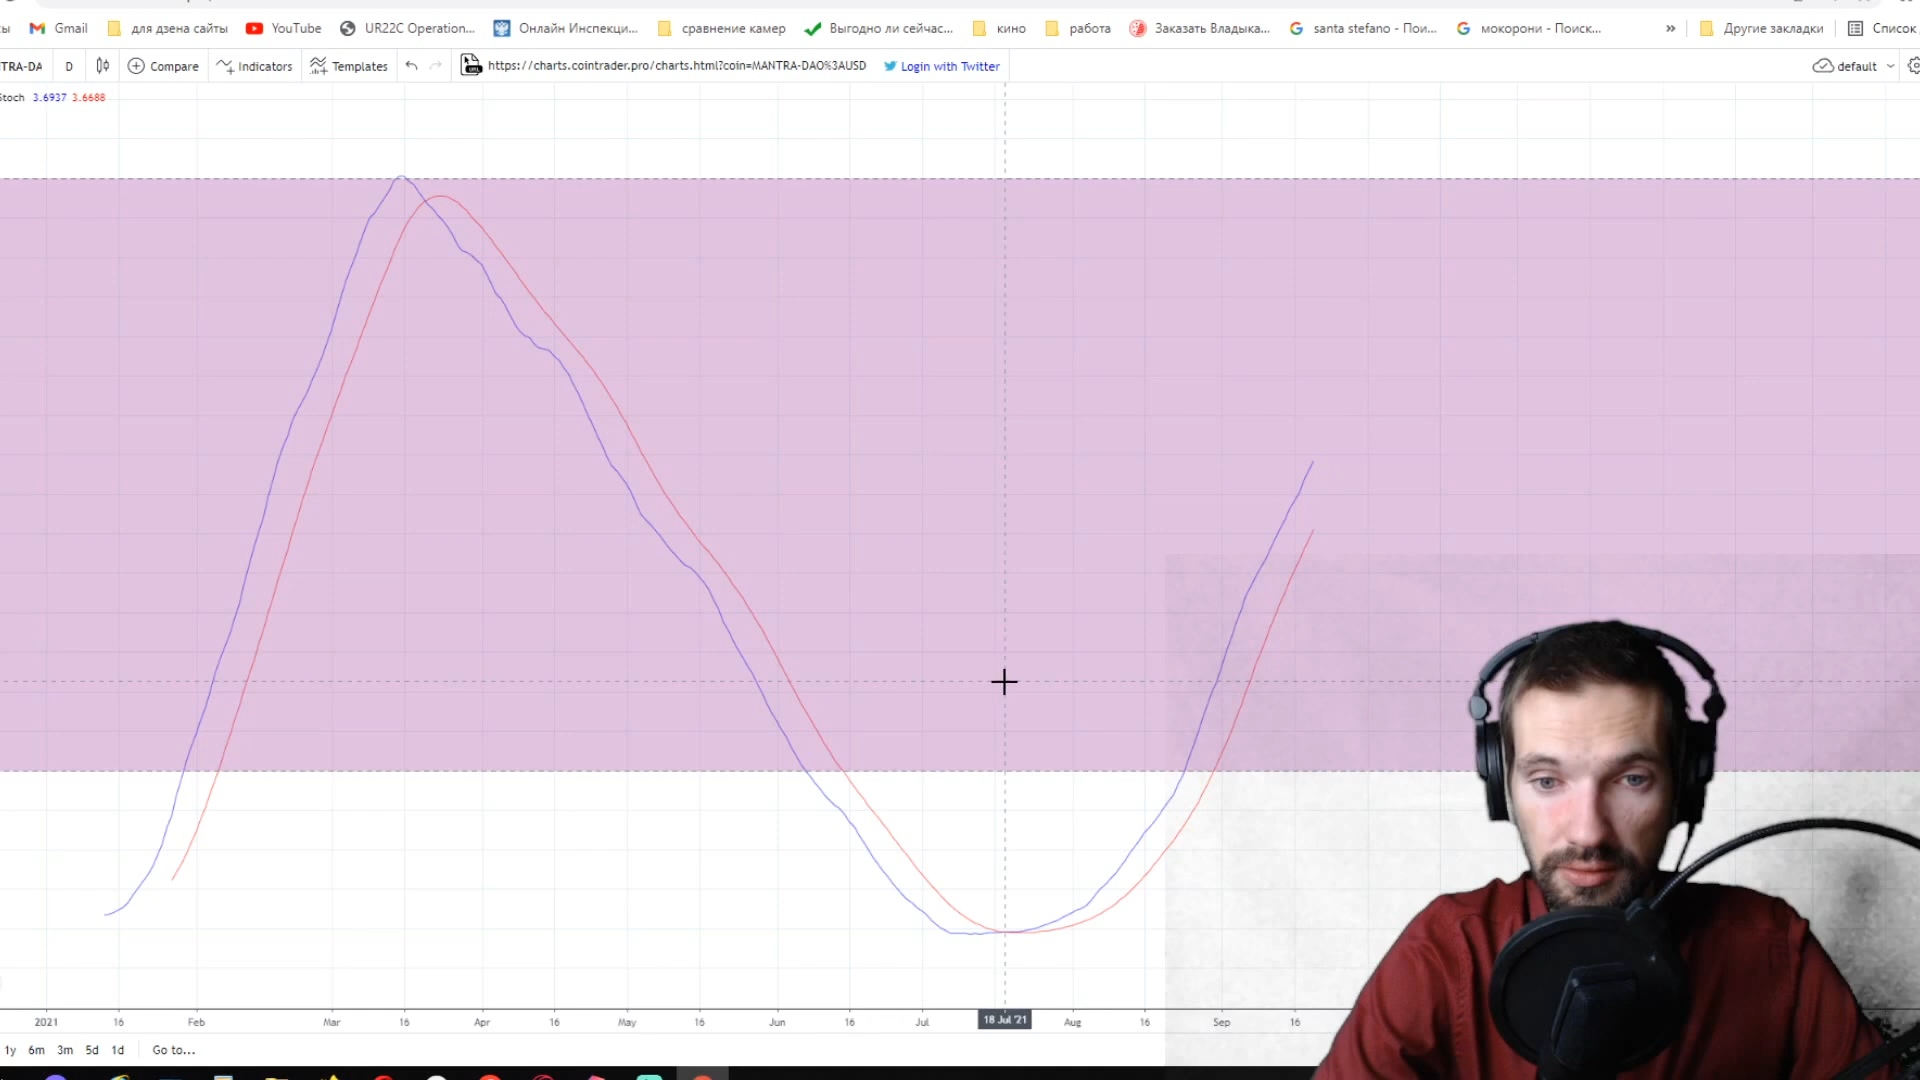 ы Gmail для дзена сайты YouTube UR22C Operation... Онлайн Инспекци... сравнение камер Выгодно ли сейчас... кино работа Заказать Владыка... santa stefano - Пои... мокорони - Поиск... » Другие закладки Список
TRA-DA D Compare Indicators Templates https://charts.cointrader.pro/charts.html?coin=MANTRA-DAO%3AUSD Login with Twitter default
Stoch 3.6937 3.6688
2021 16 Feb Mar 16 Apr 16 May 16 Jun 16 Jul 18 Jul '21 Aug 16 Sep 16
1y 6m 3m 5d 1d Go to...